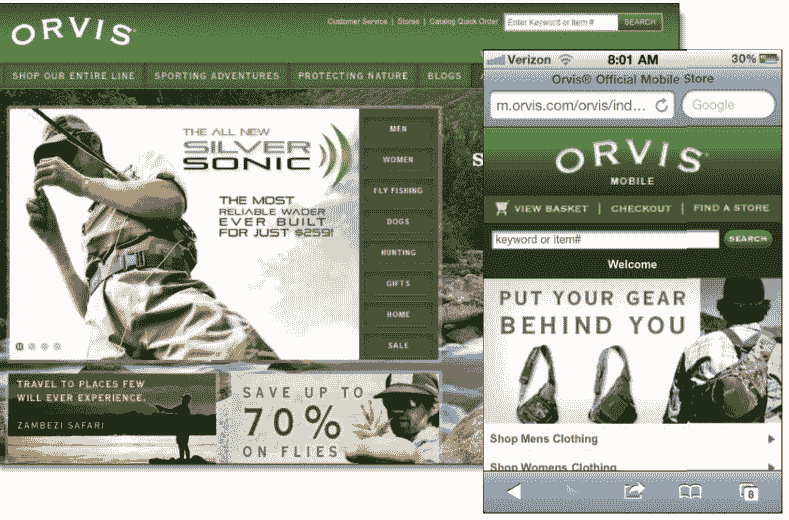 ORVIS
Customer Service | Stores | Catalog Quick Order
Enter Keyword or Item #
SEARCH
SHOP OUR ENTIRE LINE
SPORTING ADVENTURES
PROTECTING NATURE
BLOGS
THE ALL NEW
SILVER
SONIC
THE MOST
RELIABLE WADER
EVER BUILT
FOR JUST $259!
MEN
WOMEN
FLY FISHING
DOGS
HUNTING
GIFTS
HOME
SALE
TRAVEL TO PLACES FEW
WILL EVER EXPERIENCE.
ZAMBEZI SAFARI
SAVE UP TO
70%
ON FLIES
Verizon 8:01 AM 30%
Orvis® Official Mobile Store
m.orvis.com/orvis/ind...
Google
ORVIS
MOBILE
VIEW BASKET | CHECKOUT | FIND A STORE
keyword or item#
SEARCH
Welcome
PUT YOUR GEAR
BEHIND YOU
Shop Mens Clothing
Shop Womens Clothing
8